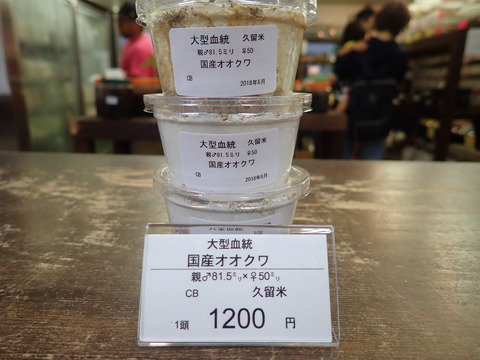 大型血統 久留米
親♂81.5ミリ ♀50
国産オオクワ
CB 2018年6月
大型血統 久留米
親♂81.5ミリ ♀50
国産オオクワ
CB 2018年6月
大型血統
国産オオクワ
親♂81.5ミリ×♀50ミリ
CB 久留米
1頭 1200 円